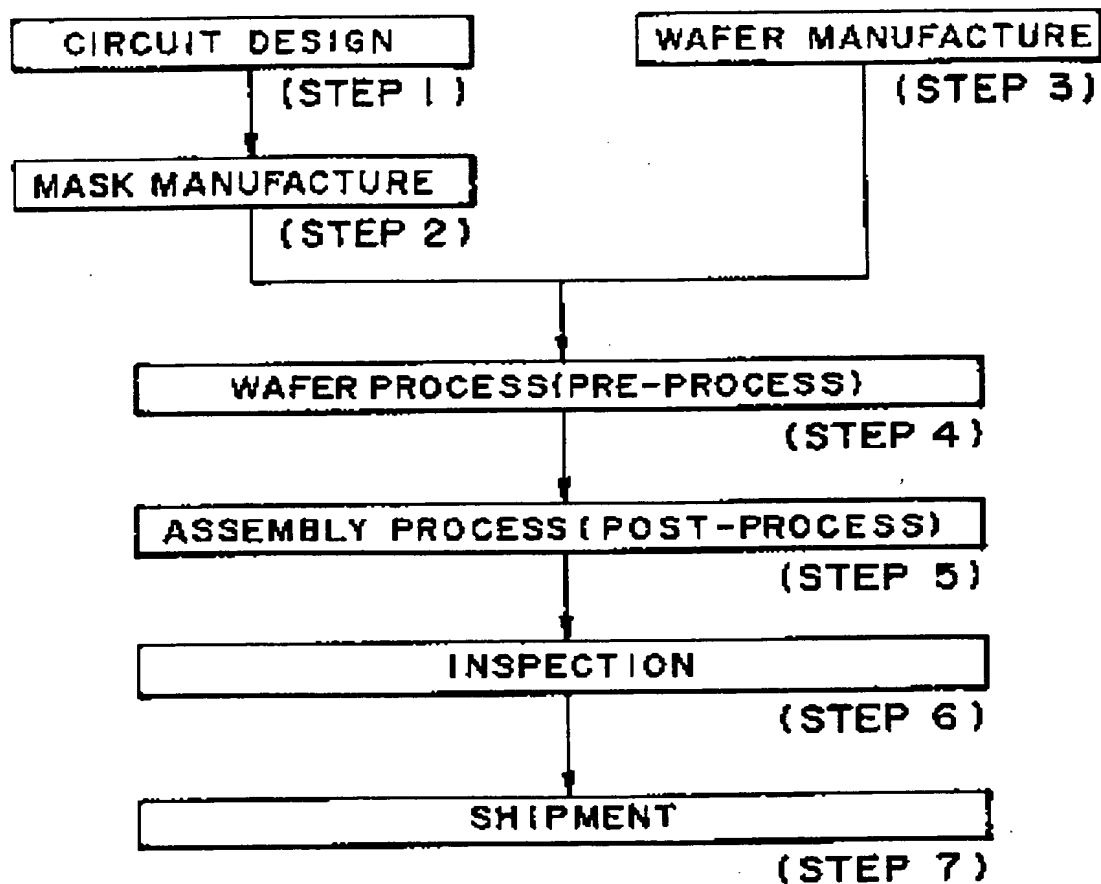 CIRCUIT DESIGN
(STEP 1)
MASK MANUFACTURE
(STEP 2)
WAFER MANUFACTURE
(STEP 3)
WAFER PROCESS(PRE-PROCESS)
(STEP 4)
ASSEMBLY PROCESS(POST-PROCESS)
(STEP 5)
INSPECTION
(STEP 6)
SHIPMENT
(STEP 7)